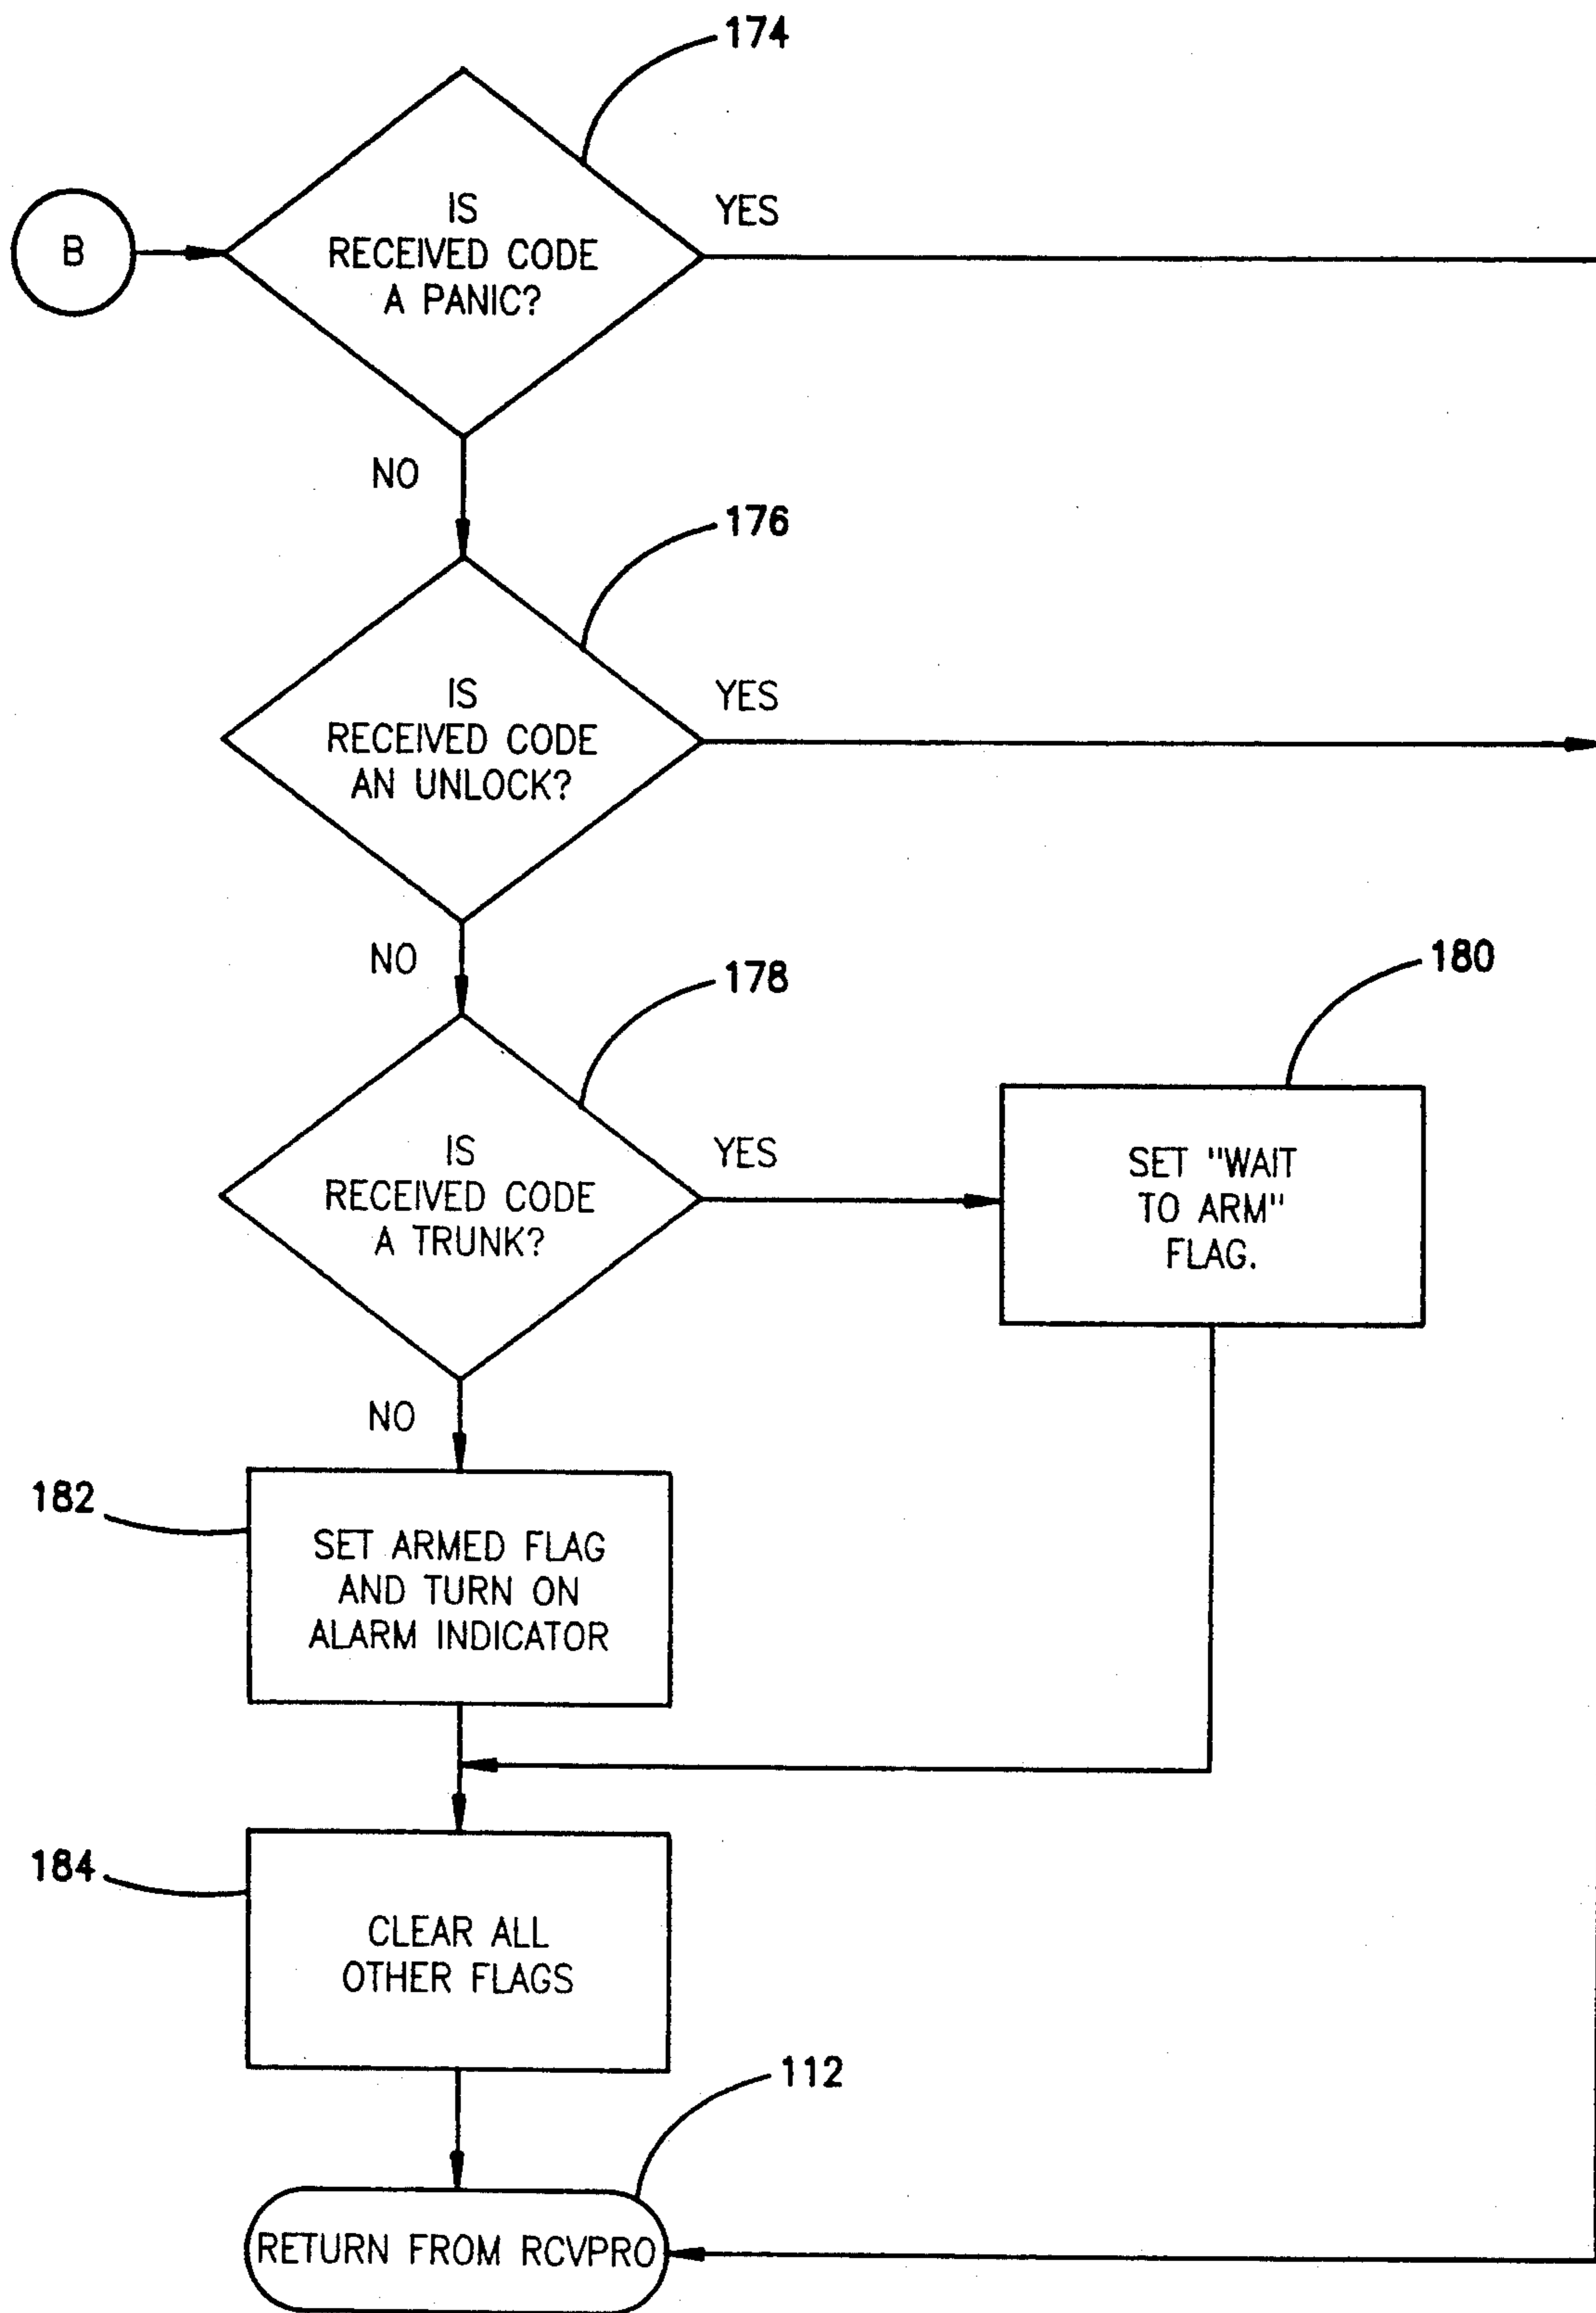 174
B
IS
RECEIVED CODE
A PANIC?
YES
NO
176
IS
RECEIVED CODE
AN UNLOCK?
YES
NO
178
IS
RECEIVED CODE
A TRUNK?
YES
180
SET "WAIT
TO ARM"
FLAG.
NO
182
SET ARMED FLAG
AND TURN ON
ALARM INDICATOR
184
CLEAR ALL
OTHER FLAGS
112
RETURN FROM RCVPRO